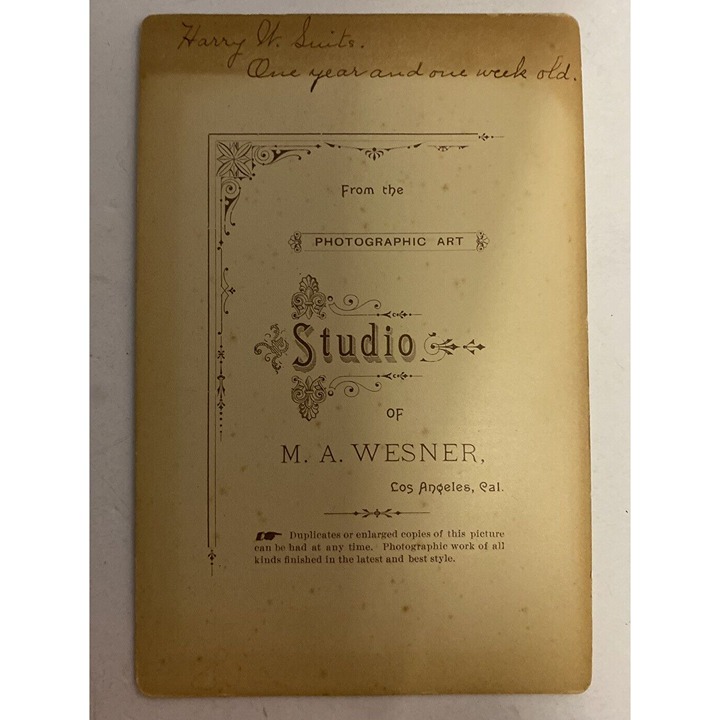 Harry W. Suits.
One year and one week old.
From the
PHOTOGRAPHIC ART
Studio
OF
M. A. WESNER,
Los Angeles, Cal.
Duplicates or enlarged copies of this picture
can be had at any time. Photographic work of all
kinds finished in the latest and best style.